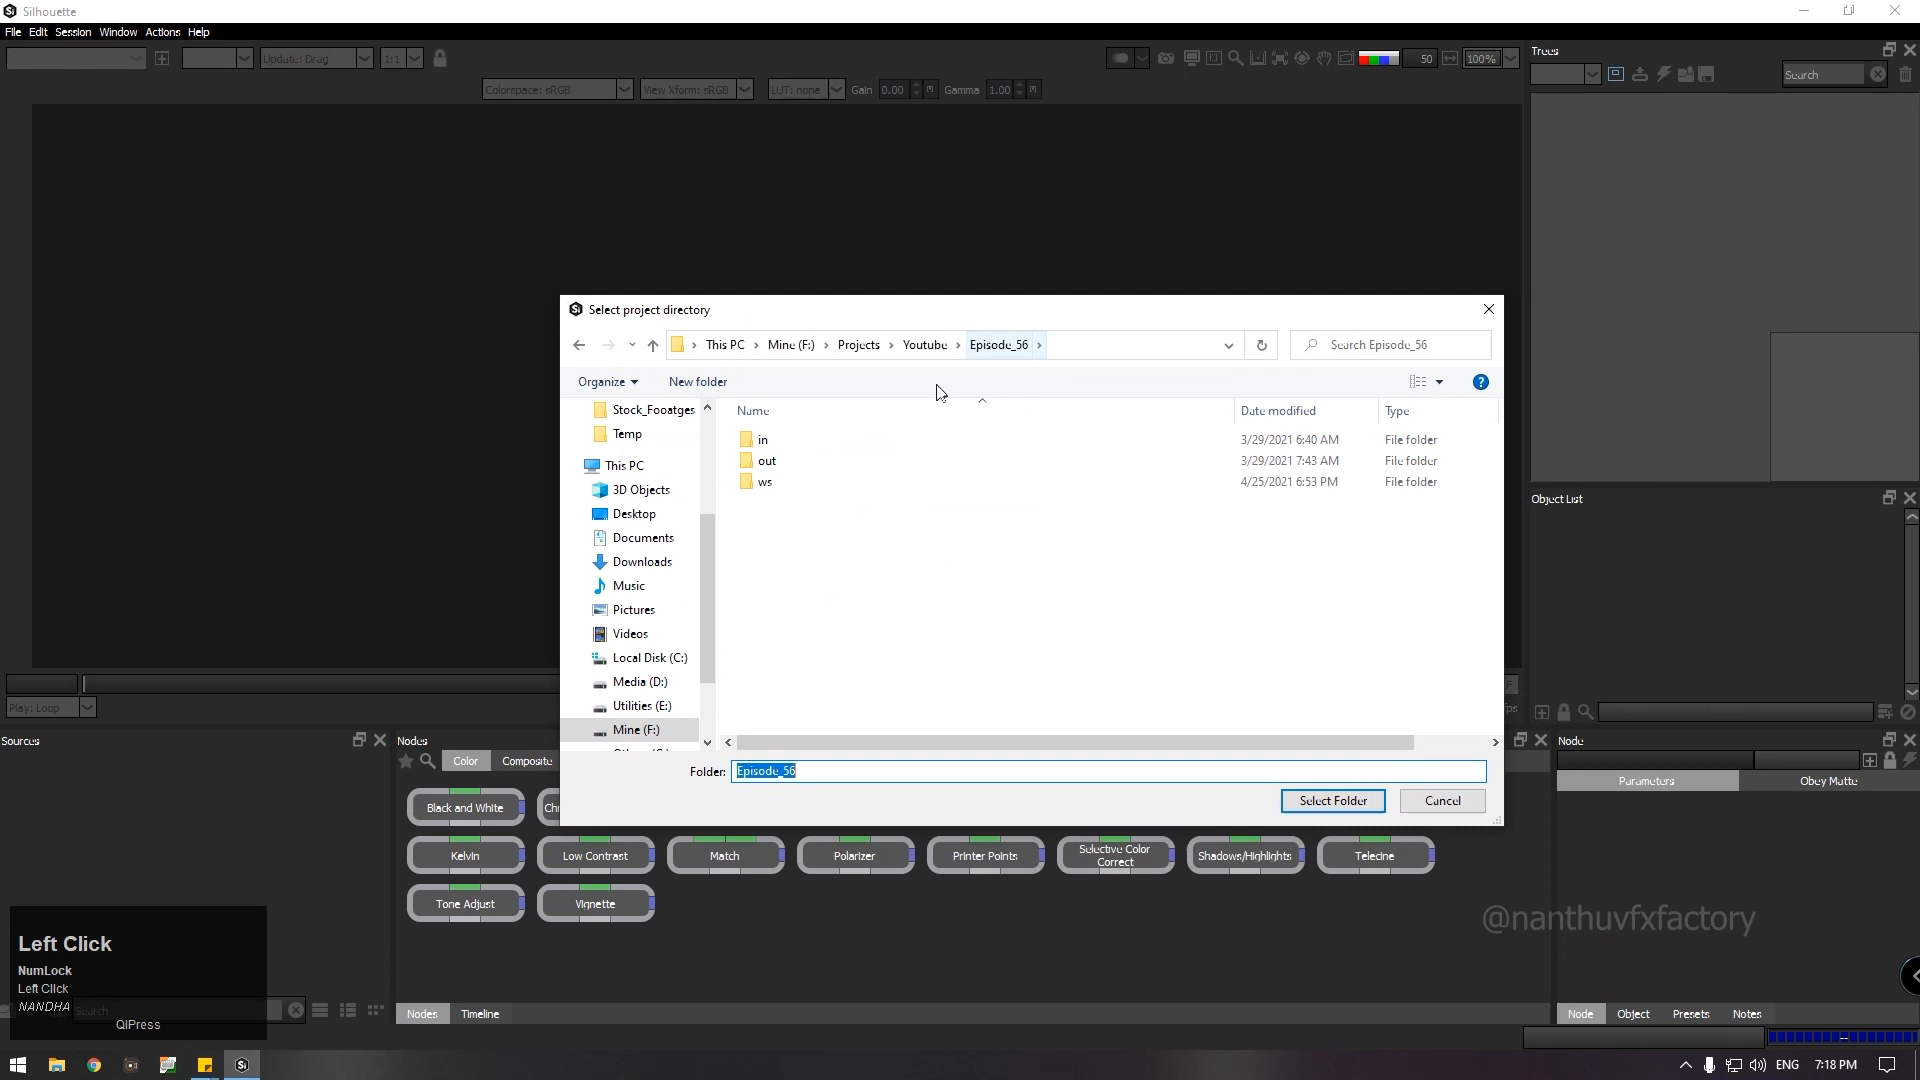 Silhouette
File Edit Session Window Actions Help
Update: Drag 1:1 50 100%
Colorspace: sRGB View Xform: sRGB LUT: none Gain 0.00 Gamma 1.00
Trees
Search
Select project directory
This PC Mine (F:) Projects Youtube Episode_56 Search Episode_56
Organize New folder
Stock_Fooatges Name Date modified Type
Temp
in 3/29/2021 6:40 AM File folder
out 3/29/2021 7:43 AM File folder
ws 4/25/2021 6:53 PM File folder
This PC
3D Objects
Desktop
Documents
Downloads
Music
Pictures
Videos
Local Disk (C:)
Media (D:)
Utilities (E:)
Mine (F:)
Folder: Episode_56
Select Folder Cancel
Object List
Play: Loop
Sources Nodes Node
Color Composite
Parameters Obey Matte
Black and White
Kelvin Low Contrast Match Polarizer Printer Points Selective Color Correct Shadows/Highlights Telecine
Tone Adjust Vignette
@nanthuvfxfactory
Left Click
NumLock
Left Click
NANDHA Search
QIPress
Nodes Timeline
Node Object Presets Notes
ENG 7:18 PM